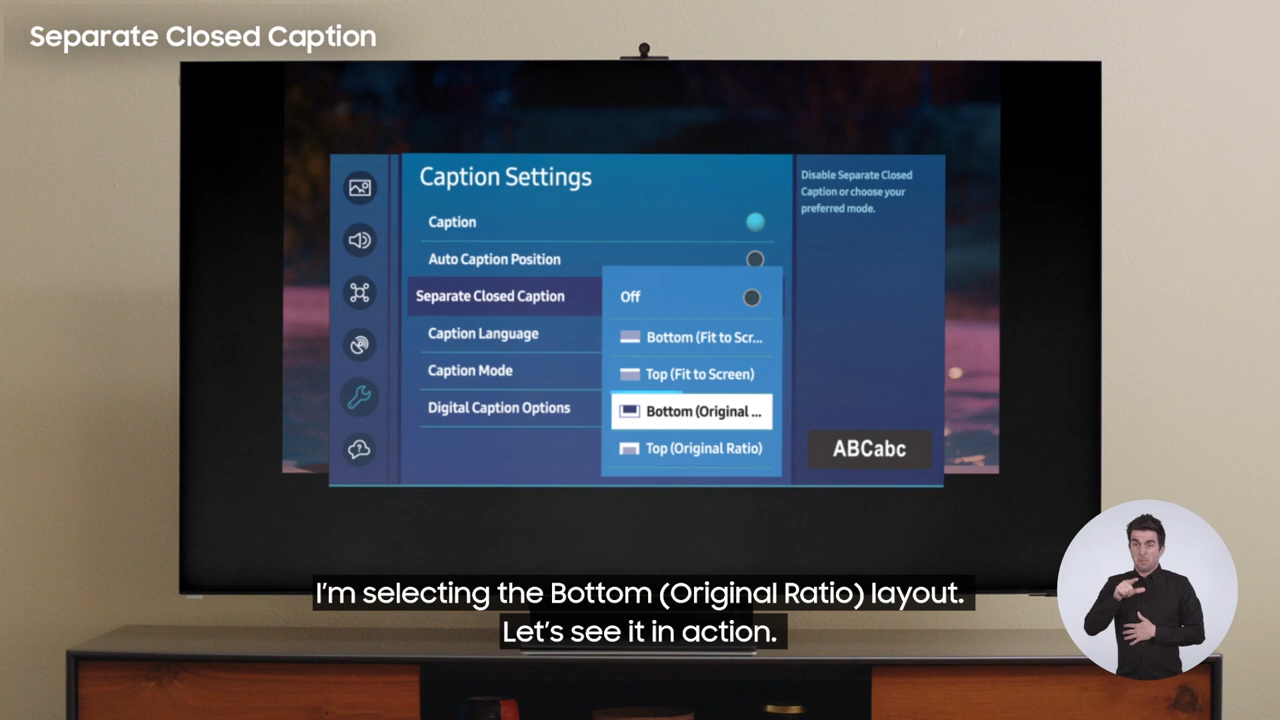 Separate Closed Caption
Caption Settings
Caption
Auto Caption Position
Separate Closed Caption
Caption Language
Caption Mode
Digital Caption Options
Off
Bottom (Fit to Scr...
Top (Fit to Screen)
Bottom (Original ...
Top (Original Ratio)
Disable Separate Closed
Caption or choose your
preferred mode.
ABCabc
I'm selecting the Bottom (Original Ratio) layout.
Let's see it in action.